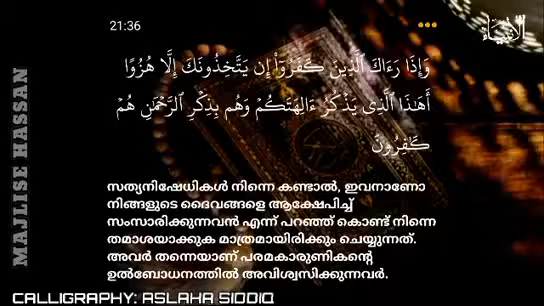 21:36
الأنبياء
وَإِذَا رَءَاكَ ٱلَّذِينَ كَفَرُوٓا۟ إِن يَتَّخِذُونَكَ إِلَّا هُزُوًا
أَهَـٰذَا ٱلَّذِى يَذْكُرُ ءَالِهَتَكُمْ وَهُم بِذِكْرِ ٱلرَّحْمَـٰنِ هُمْ
كَـٰفِرُونَ
MAJLISE HASSAN
സത്യനിഷേധികൾ നിന്നെ കണ്ടാൽ, ഇവനാണോ
നിങ്ങളുടെ ദൈവങ്ങളെ ആക്ഷേപിച്ച്
സംസാരിക്കുന്നവൻ എന്ന് പറഞ്ഞ് കൊണ്ട് നിന്നെ
തമാശയാക്കുക മാത്രമായിരിക്കും ചെയ്യുന്നത്.
അവർ തന്നെയാണ് പരമകാരുണികന്റെ
ഉൽബോധനത്തിൽ അവിശ്വസിക്കുന്നവർ.
CALLIGRAPHY: ASLAHA SIDDIQ